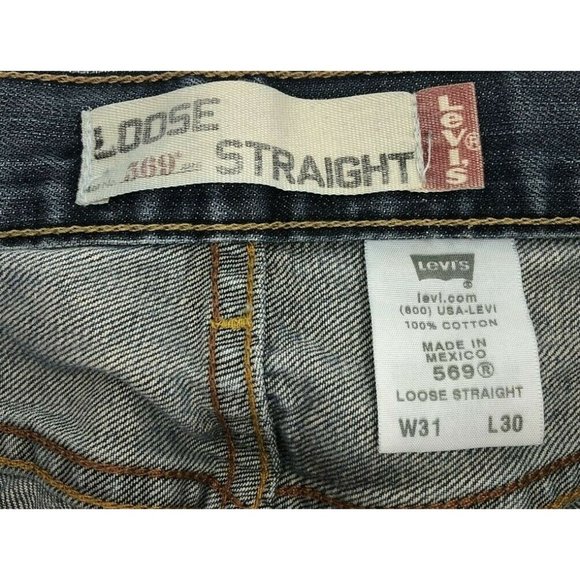 LOOSE
569®
STRAIGHT
Levi's
®
LEVI'S
®
levi.com
(800) USA-LEVI
100% COTTON
MADE IN
MEXICO
569®
LOOSE STRAIGHT
W31 L30